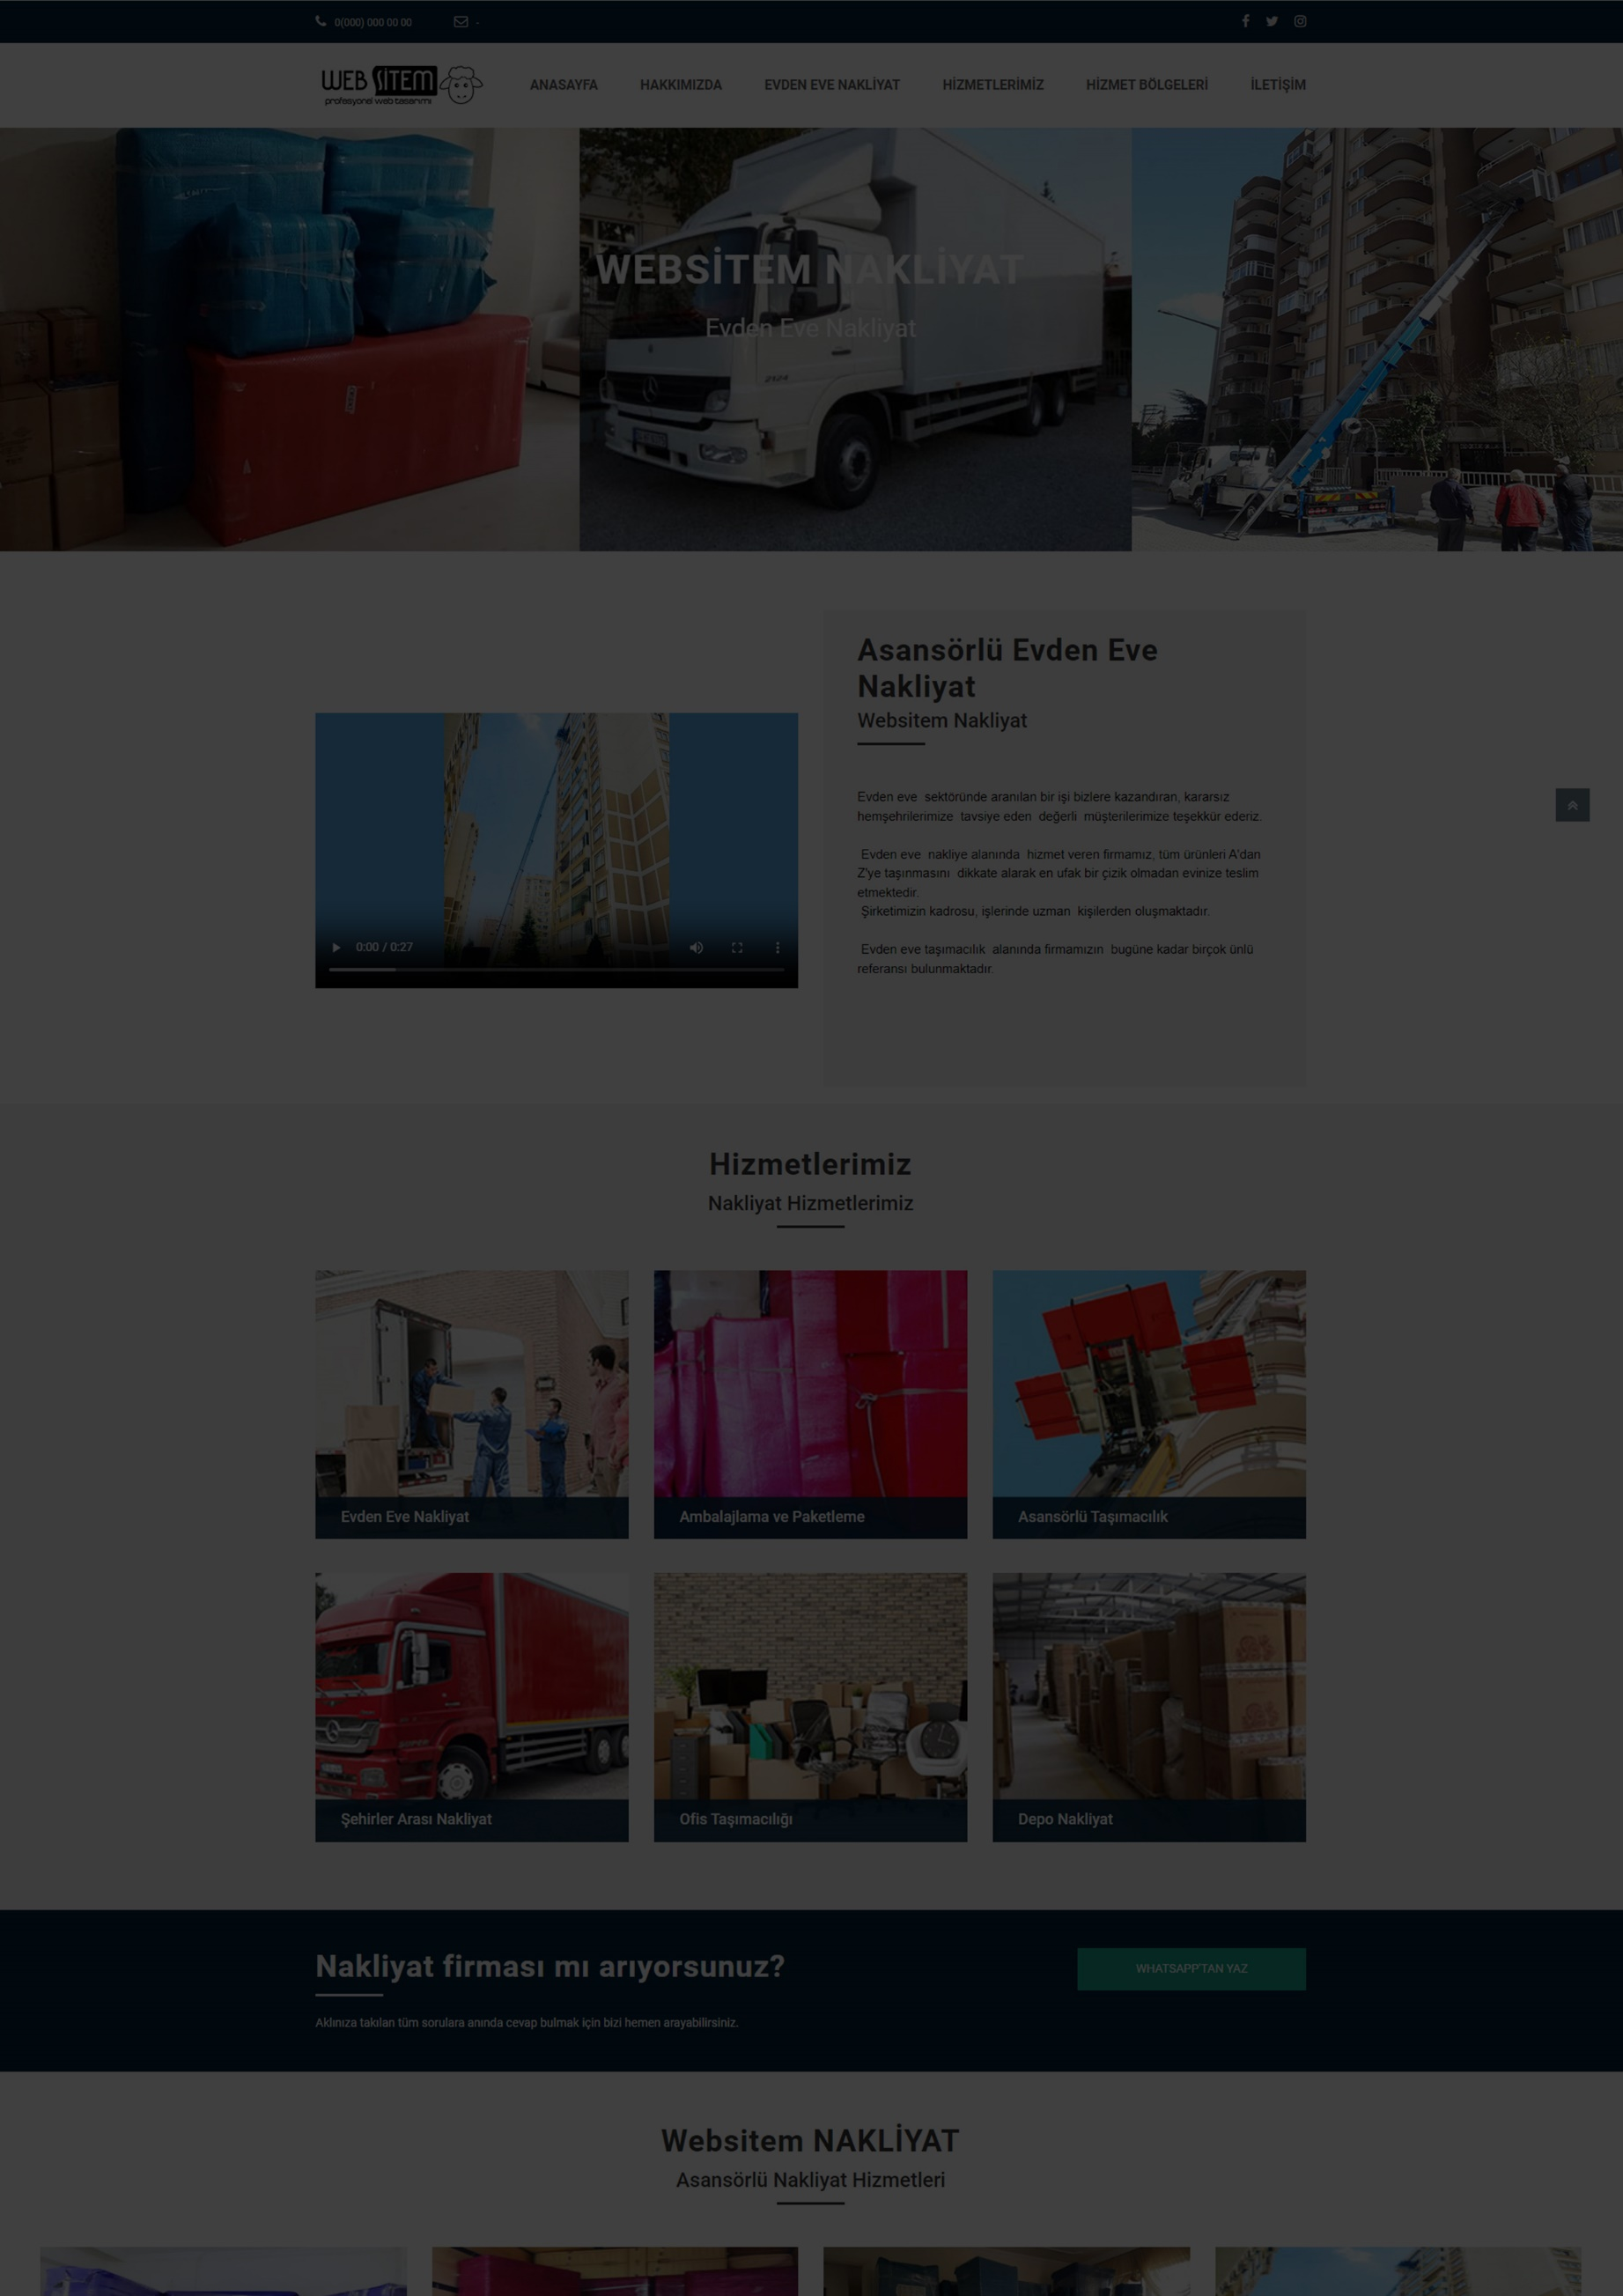 0(000) 000 00 00
-
WEB SİTEM
profesyonel web tasarımı
ANASAYFA
HAKKIMIZDA
EVDEN EVE NAKLİYAT
HİZMETLERİMİZ
HİZMET BÖLGELERİ
İLETİŞİM
WEBSİTEM NAKLİYAT
Evden Eve Nakliyat
2124
Asansörlü Evden Eve
Nakliyat
Websitem Nakliyat
Evden eve sektöründe aranılan bir işi bizlere kazandıran, kararsız
hemşehrilerimize tavsiye eden değerli müşterilerimize teşekkür ederiz.
Evden eve nakliye alanında hizmet veren firmamız, tüm ürünleri A'dan
Z'ye taşınmasını dikkate alarak en ufak bir çizik olmadan evinize teslim
etmektedir.
Şirketimizin kadrosu, işlerinde uzman kişilerden oluşmaktadır.
Evden eve taşımacılık alanında firmamızın bugüne kadar birçok ünlü
referansı bulunmaktadır.
0:00 / 0:27
Hizmetlerimiz
Nakliyat Hizmetlerimiz
Evden Eve Nakliyat
Ambalajlama ve Paketleme
Asansörlü Taşımacılık
Şehirler Arası Nakliyat
Ofis Taşımacılığı
Depo Nakliyat
Nakliyat firması mı arıyorsunuz?
WHATSAPP'TAN YAZ
Aklınıza takılan tüm sorulara anında cevap bulmak için bizi hemen arayabilirsiniz.
Websitem NAKLİYAT
Asansörlü Nakliyat Hizmetleri